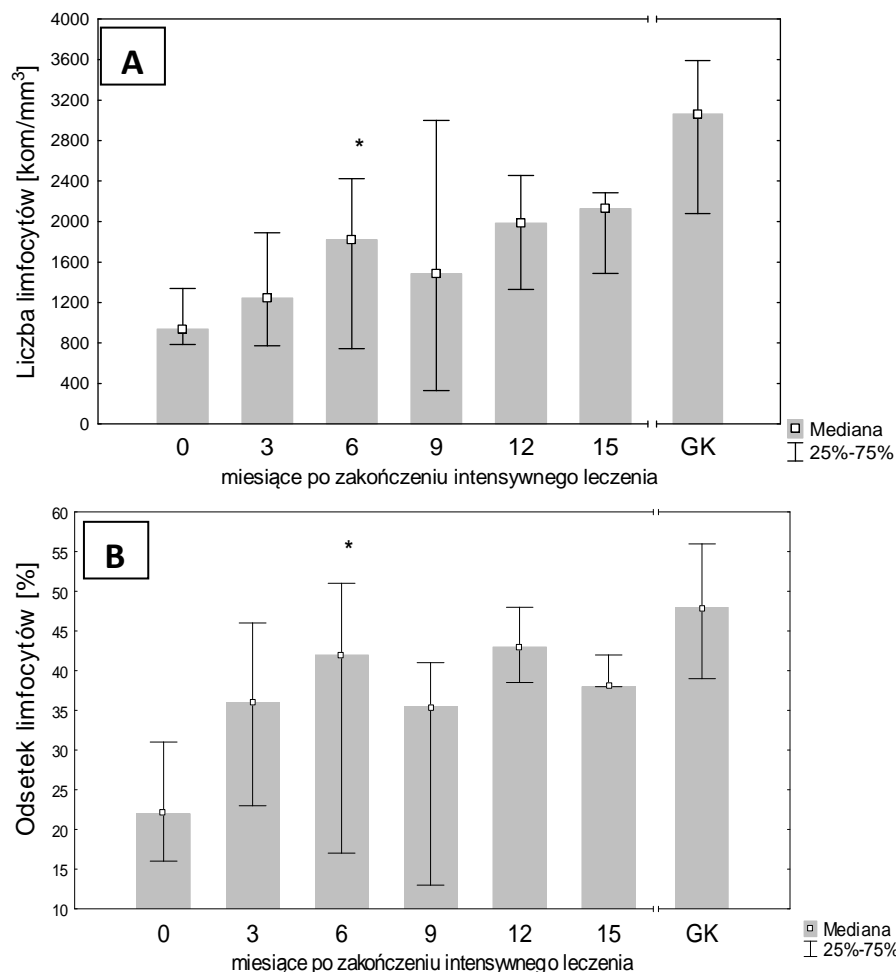 A
Liczba limfocytów [kom/mm³]
4000
3600
3200
2800
2400
2000
1600
1200
800
400
0
*
0 3 6 9 12 15 GK
miesiące po zakończeniu intensywnego leczenia
Mediana
25%-75%
B
Odsetek limfocytów [%]
60
55
50
45
40
35
30
25
20
15
10
*
0 3 6 9 12 15 GK
miesiące po zakończeniu intensywnego leczenia
Mediana
25%-75%